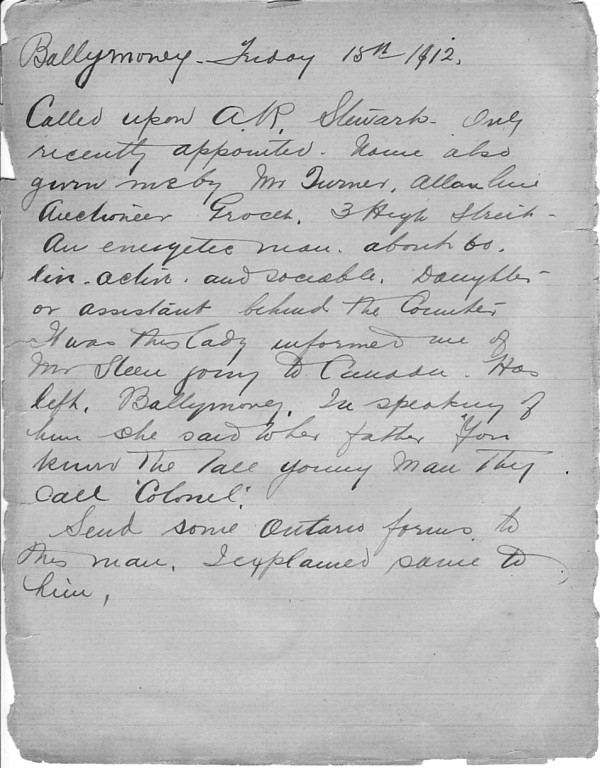 Ballymoney - Friday 15th 1912.
Called upon A.R. Stewart - Only
recently appointed. Name also
given me by Mr Turner, Allan Line
Auctioneer Grocer, 3 High Street -
An energetic man. about 60.
active. and sociable. Daughter
or assistant behind the Counter
It was this lady informed me of
Mr Steen going to Canada. Has
left. Ballymoney. In speaking of
him she said to her father "You
know The Tall young Man They
call 'Colonel'.
Send some Ontario forms to
this man. I explained same to
him,